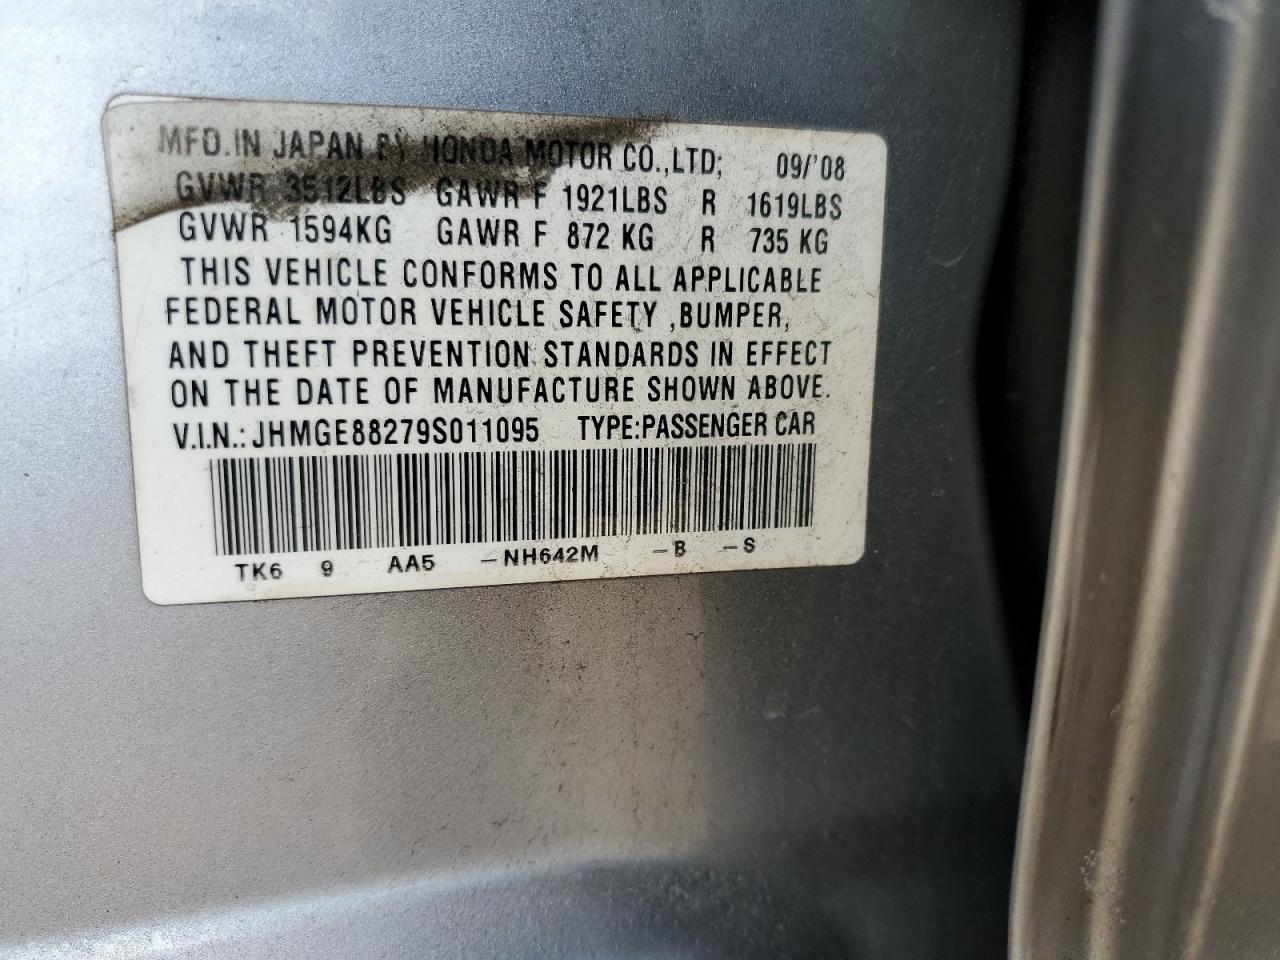 MFD.IN JAPAN BY HONDA MOTOR CO.,LTD; 09/'08
GVWR 3512LBS GAWR F 1921LBS R 1619LBS
GVWR 1594KG GAWR F 872 KG R 735 KG
THIS VEHICLE CONFORMS TO ALL APPLICABLE
FEDERAL MOTOR VEHICLE SAFETY ,BUMPER,
AND THEFT PREVENTION STANDARDS IN EFFECT
ON THE DATE OF MANUFACTURE SHOWN ABOVE.
V.I.N.: JHMGE88279S011095 TYPE:PASSENGER CAR
TK6 9 AA5 -NH642M -B -S